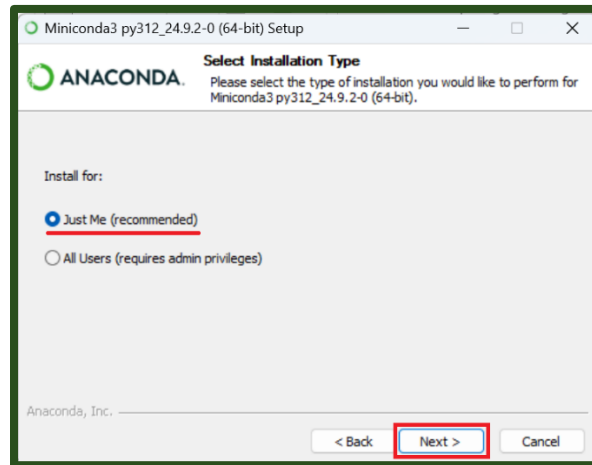 Miniconda3 py312_24.9.2-0 (64-bit) Setup
ANACONDA.
Select Installation Type
Please select the type of installation you would like to perform for
Miniconda3 py312_24.9.2-0 (64-bit).
Install for:
Just Me (recommended)
All Users (requires admin privileges)
Anaconda, Inc.
< Back Next > Cancel